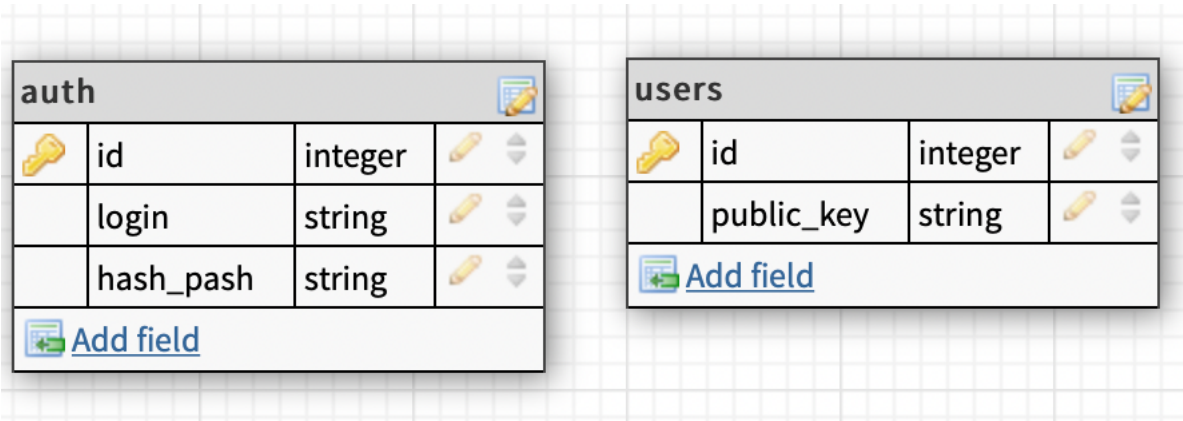 auth
id integer
login string
hash_pash string
Add field
users
id integer
public_key string
Add field